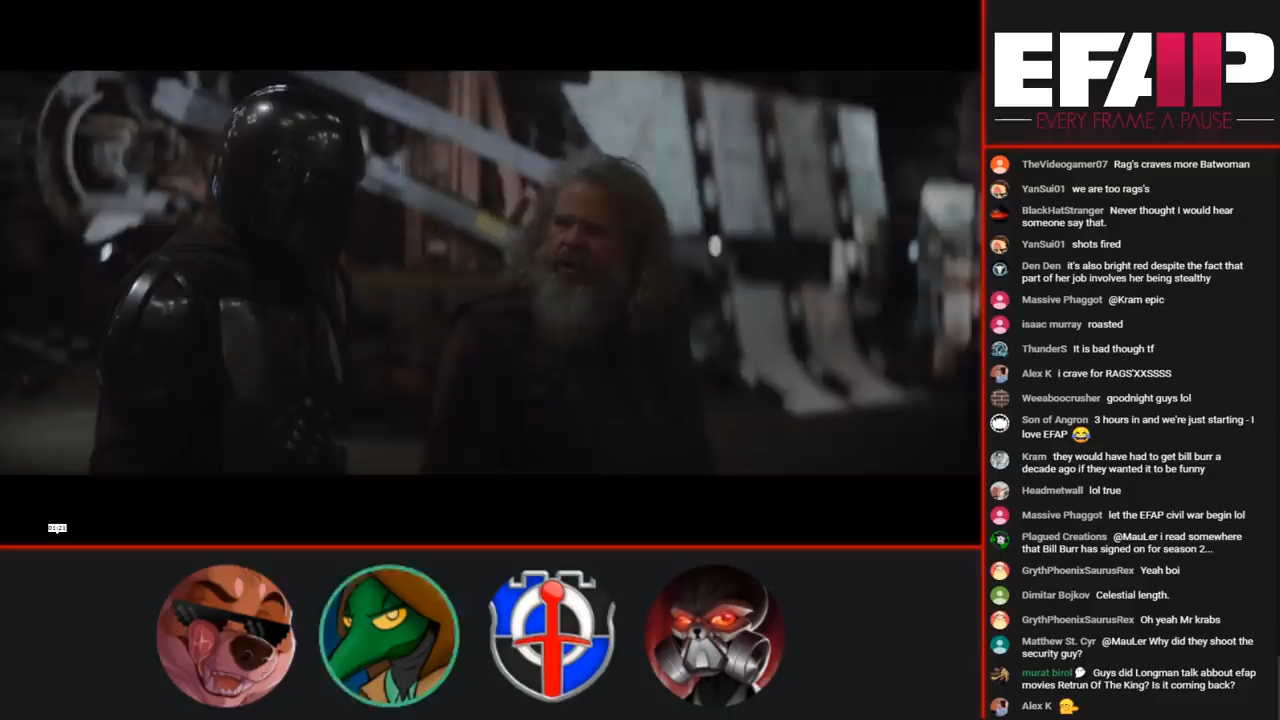 EFAIIP
EVERY FRAME A PAUSE
TheVideogamer07 Rag's craves more Batwoman
YanSui01 we are too rags's
BlackHatStranger Never thought I would hear
someone say that.
YanSui01 shots fired
Den Den it's also bright red despite the fact that
part of her job involves her being stealthy
Massive Phaggot @Kram epic
isaac murray roasted
ThunderS It is bad though tf
Alex K i crave for RAGS'XXSSSS
Weeaboocrusher goodnight guys lol
Son of Angron 3 hours in and we're just starting - I
love EFAP 😂
Kram they would have had to get bill burr a
decade ago if they wanted it to be funny
Headmetwall lol true
Massive Phaggot let the EFAP civil war begin lol
Plagued Creations @MauLer i read somewhere
that Bill Burr has signed on for season 2...
GrythPhoenixSaurusRex Yeah boi
Dimitar Bojkov Celestial length.
GrythPhoenixSaurusRex Oh yeah Mr krabs
Matthew St. Cyr @MauLer Why did they shoot the
security guy?
murat birol Guys did Longman talk abbout efap
movies Retrun Of The King? Is it coming back?
Alex K
01:21